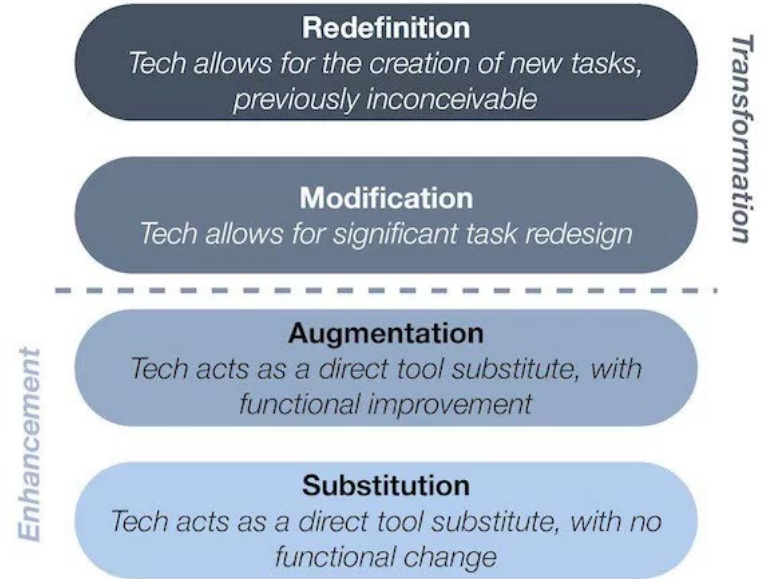 Redefinition
Tech allows for the creation of new tasks,
previously inconceivable
Transformation
Modification
Tech allows for significant task redesign
Augmentation
Tech acts as a direct tool substitute, with
functional improvement
Enhancement
Substitution
Tech acts as a direct tool substitute, with no
functional change